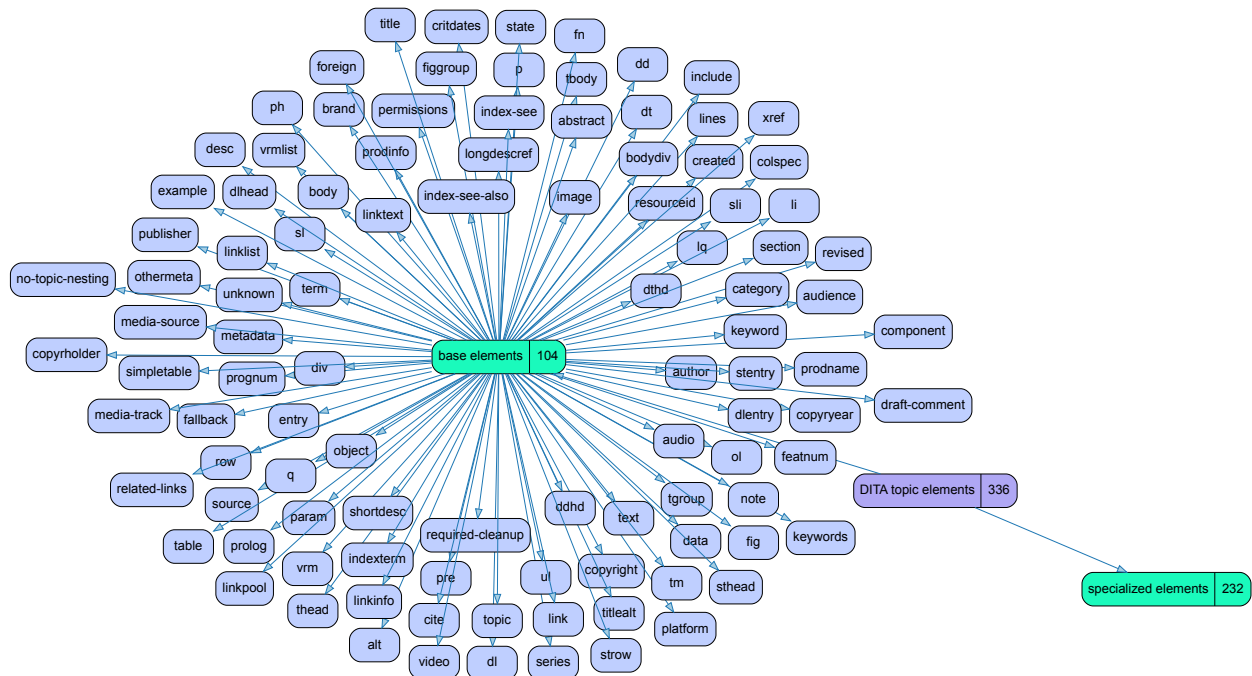 title
critdates
state
fn
foreign
figgroup
p
tbody
dd
include
ph
brand
permissions
index-see
abstract
dt
lines
xref
desc
vrmlist
prodinfo
longdescref
bodydiv
created
colspec
example
dlhead
body
linktext
index-see-also
image
resourceid
sli
li
publisher
linklist
sl
lq
section
revised
no-topic-nesting
othermeta
unknown
term
dthd
category
audience
media-source
metadata
keyword
component
copyrholder
simpletable
prognum
div
base elements 104
author
stentry
prodname
media-track
fallback
entry
dlentry
copyryear
draft-comment
related-links
row
q
object
audio
ol
featnum
source
param
shortdesc
ddhd
text
tgroup
note
DITA topic elements 336
table
prolog
vrm
indexterm
required-cleanup
data
fig
keywords
linkpool
thead
linkinfo
pre
ul
copyright
tm
sthead
specialized elements 232
alt
cite
topic
link
titlealt
platform
video
dl
series
strow